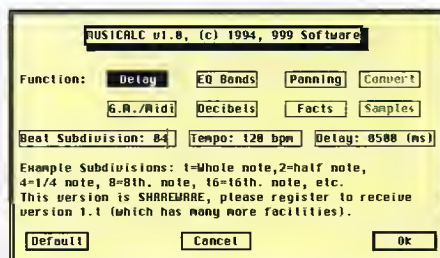 MUSICALC v1.0, (c) 1994, 999 Software
Function: Delay EQ Bands Panning Convert
G.M./Midi Decibels Facts Samples
Beat Subdivision: 04 Tempo: 120 bpm Delay: 0500 (ms)
Example Subdivisions: 1=Whole note,2=half note,
4=1/4 note, 8=8th. note, 16=16th. note, etc.
This version is SHAREWARE, please register to receive
version 1.1 (which has many more facilities).
Default Cancel Ok